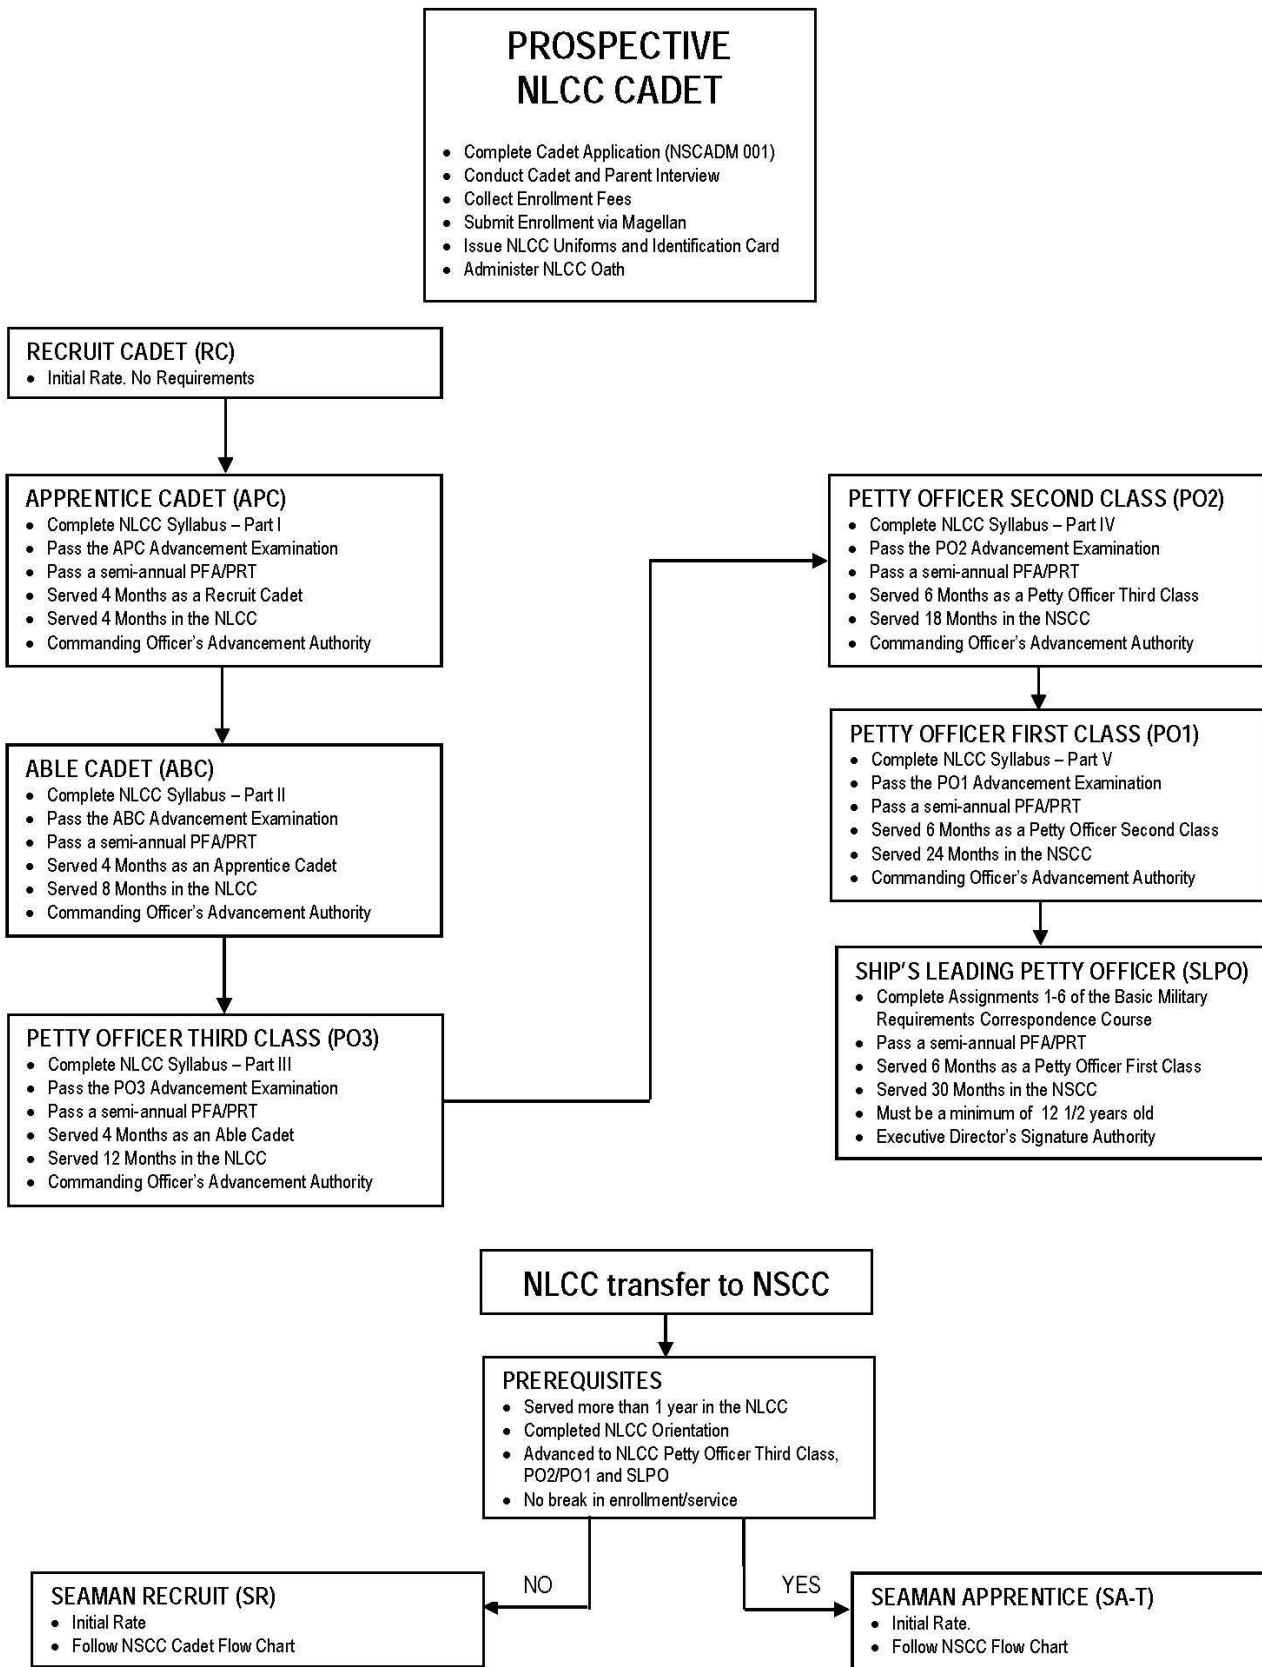 PROSPECTIVE
NLCC CADET
• Complete Cadet Application (NSCADM 001)
• Conduct Cadet and Parent Interview
• Collect Enrollment Fees
• Submit Enrollment via Magellan
• Issue NLCC Uniforms and Identification Card
• Administer NLCC Oath
RECRUIT CADET (RC)
• Initial Rate. No Requirements
APPRENTICE CADET (APC)
• Complete NLCC Syllabus – Part I
• Pass the APC Advancement Examination
• Pass a semi-annual PFA/PRT
• Served 4 Months as a Recruit Cadet
• Served 4 Months in the NLCC
• Commanding Officer's Advancement Authority
ABLE CADET (ABC)
• Complete NLCC Syllabus – Part II
• Pass the ABC Advancement Examination
• Pass a semi-annual PFA/PRT
• Served 4 Months as an Apprentice Cadet
• Served 8 Months in the NLCC
• Commanding Officer's Advancement Authority
PETTY OFFICER THIRD CLASS (PO3)
• Complete NLCC Syllabus – Part III
• Pass the PO3 Advancement Examination
• Pass a semi-annual PFA/PRT
• Served 4 Months as an Able Cadet
• Served 12 Months in the NLCC
• Commanding Officer's Advancement Authority
PETTY OFFICER SECOND CLASS (PO2)
• Complete NLCC Syllabus – Part IV
• Pass the PO2 Advancement Examination
• Pass a semi-annual PFA/PRT
• Served 6 Months as a Petty Officer Third Class
• Served 18 Months in the NSCC
• Commanding Officer's Advancement Authority
PETTY OFFICER FIRST CLASS (PO1)
• Complete NLCC Syllabus – Part V
• Pass the PO1 Advancement Examination
• Pass a semi-annual PFA/PRT
• Served 6 Months as a Petty Officer Second Class
• Served 24 Months in the NSCC
• Commanding Officer's Advancement Authority
SHIP'S LEADING PETTY OFFICER (SLPO)
• Complete Assignments 1-6 of the Basic Military
Requirements Correspondence Course
• Pass a semi-annual PFA/PRT
• Served 6 Months as a Petty Officer First Class
• Served 30 Months in the NSCC
• Must be a minimum of 12 1/2 years old
• Executive Director's Signature Authority
NLCC transfer to NSCC
PREREQUISITES
• Served more than 1 year in the NLCC
• Completed NLCC Orientation
• Advanced to NLCC Petty Officer Third Class,
PO2/PO1 and SLPO
• No break in enrollment/service
NO
YES
SEAMAN RECRUIT (SR)
• Initial Rate
• Follow NSCC Cadet Flow Chart
SEAMAN APPRENTICE (SA-T)
• Initial Rate.
• Follow NSCC Flow Chart